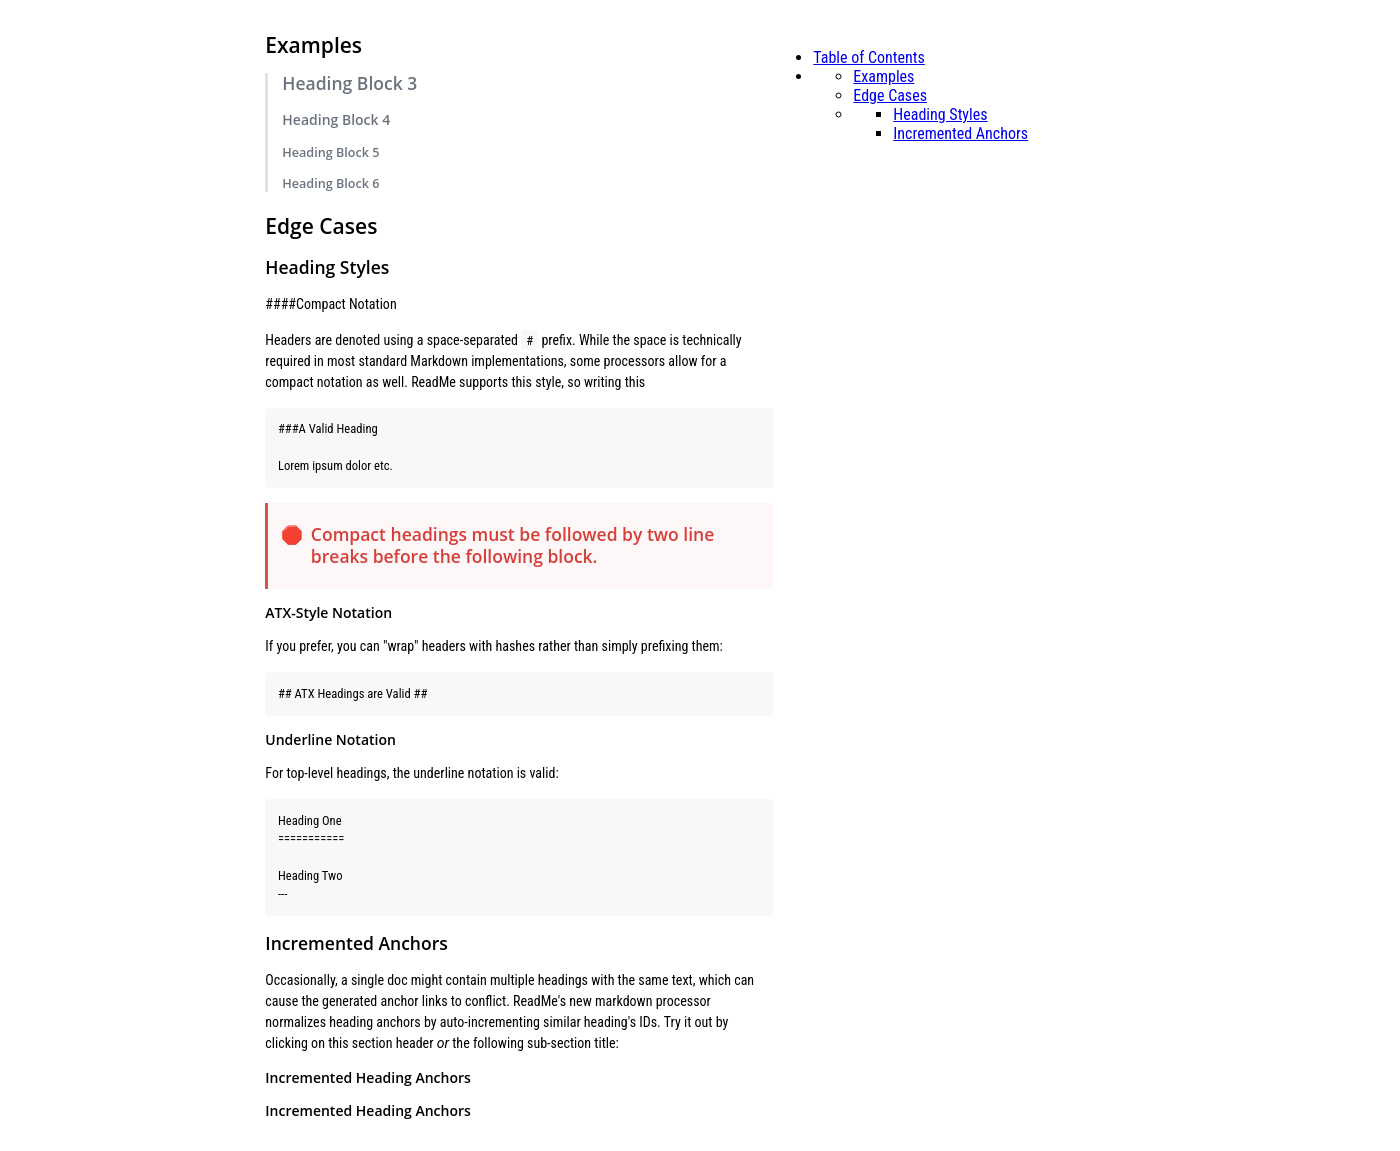 Examples
Heading Block 3
Heading Block 4
Heading Block 5
Heading Block 6
Edge Cases
Heading Styles
####Compact Notation
Headers are denoted using a space-separated # prefix. While the space is technically
required in most standard Markdown implementations, some processors allow for a
compact notation as well. ReadMe supports this style, so writing this
###A Valid Heading
Lorem ipsum dolor etc.
Compact headings must be followed by two line
breaks before the following block.
ATX-Style Notation
If you prefer, you can "wrap" headers with hashes rather than simply prefixing them:
## ATX Headings are Valid ##
Underline Notation
For top-level headings, the underline notation is valid:
Heading One
===========
Heading Two
---
Incremented Anchors
Occasionally, a single doc might contain multiple headings with the same text, which can
cause the generated anchor links to conflict. ReadMe's new markdown processor
normalizes heading anchors by auto-incrementing similar heading's IDs. Try it out by
clicking on this section header or the following sub-section title:
Incremented Heading Anchors
Incremented Heading Anchors
Table of Contents
Examples
Edge Cases
Heading Styles
Incremented Anchors